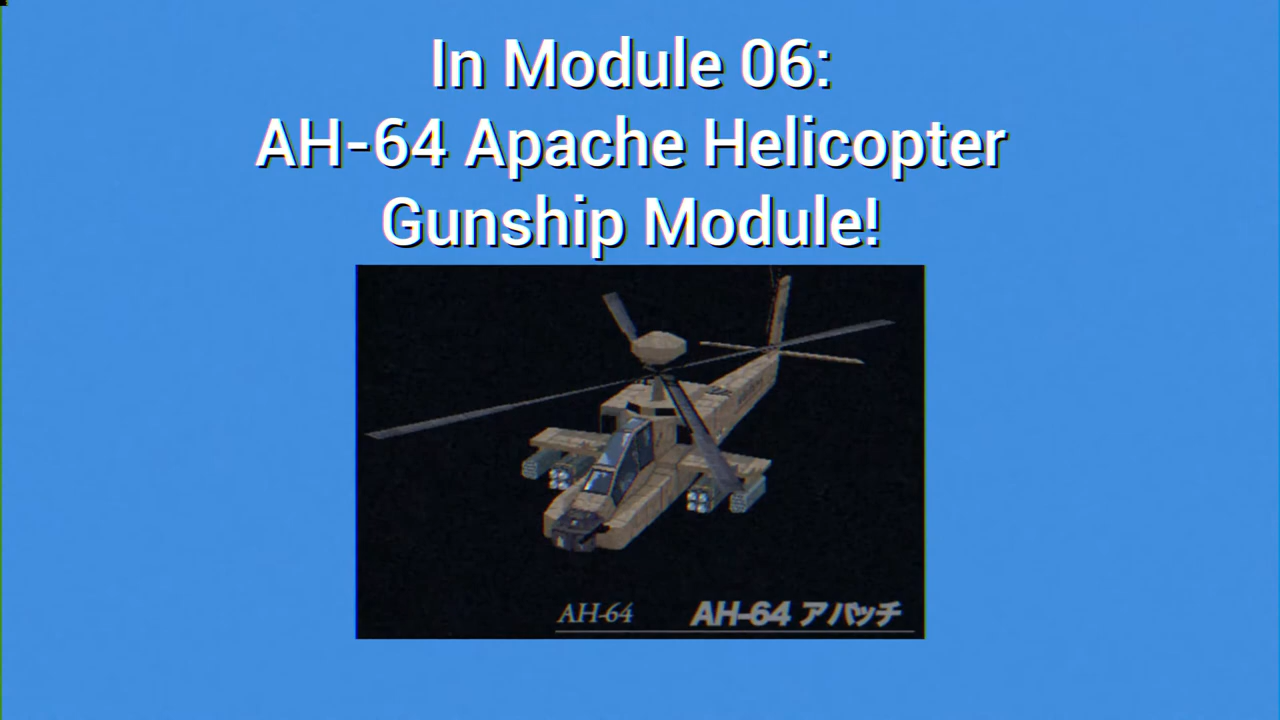 In Module 06:
AH-64 Apache Helicopter
Gunship Module!
AH-64 AH-64 アパッチ